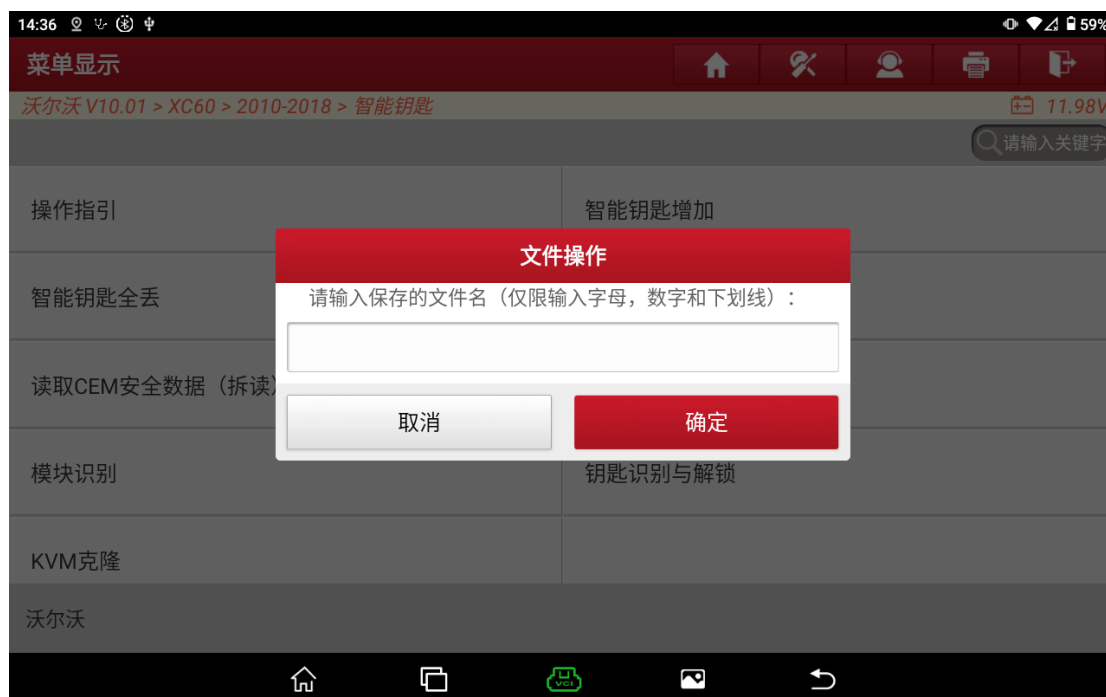 14:36 59%
菜单显示
沃尔沃 V10.01 > XC60 > 2010-2018 > 智能钥匙 11.98V
请输入关键字
操作指引 智能钥匙增加
文件操作
智能钥匙全丢
请输入保存的文件名（仅限输入字母，数字和下划线）：
读取CEM安全数据（拆读）
取消 确定
模块识别 钥匙识别与解锁
KVM克隆
沃尔沃
VCI